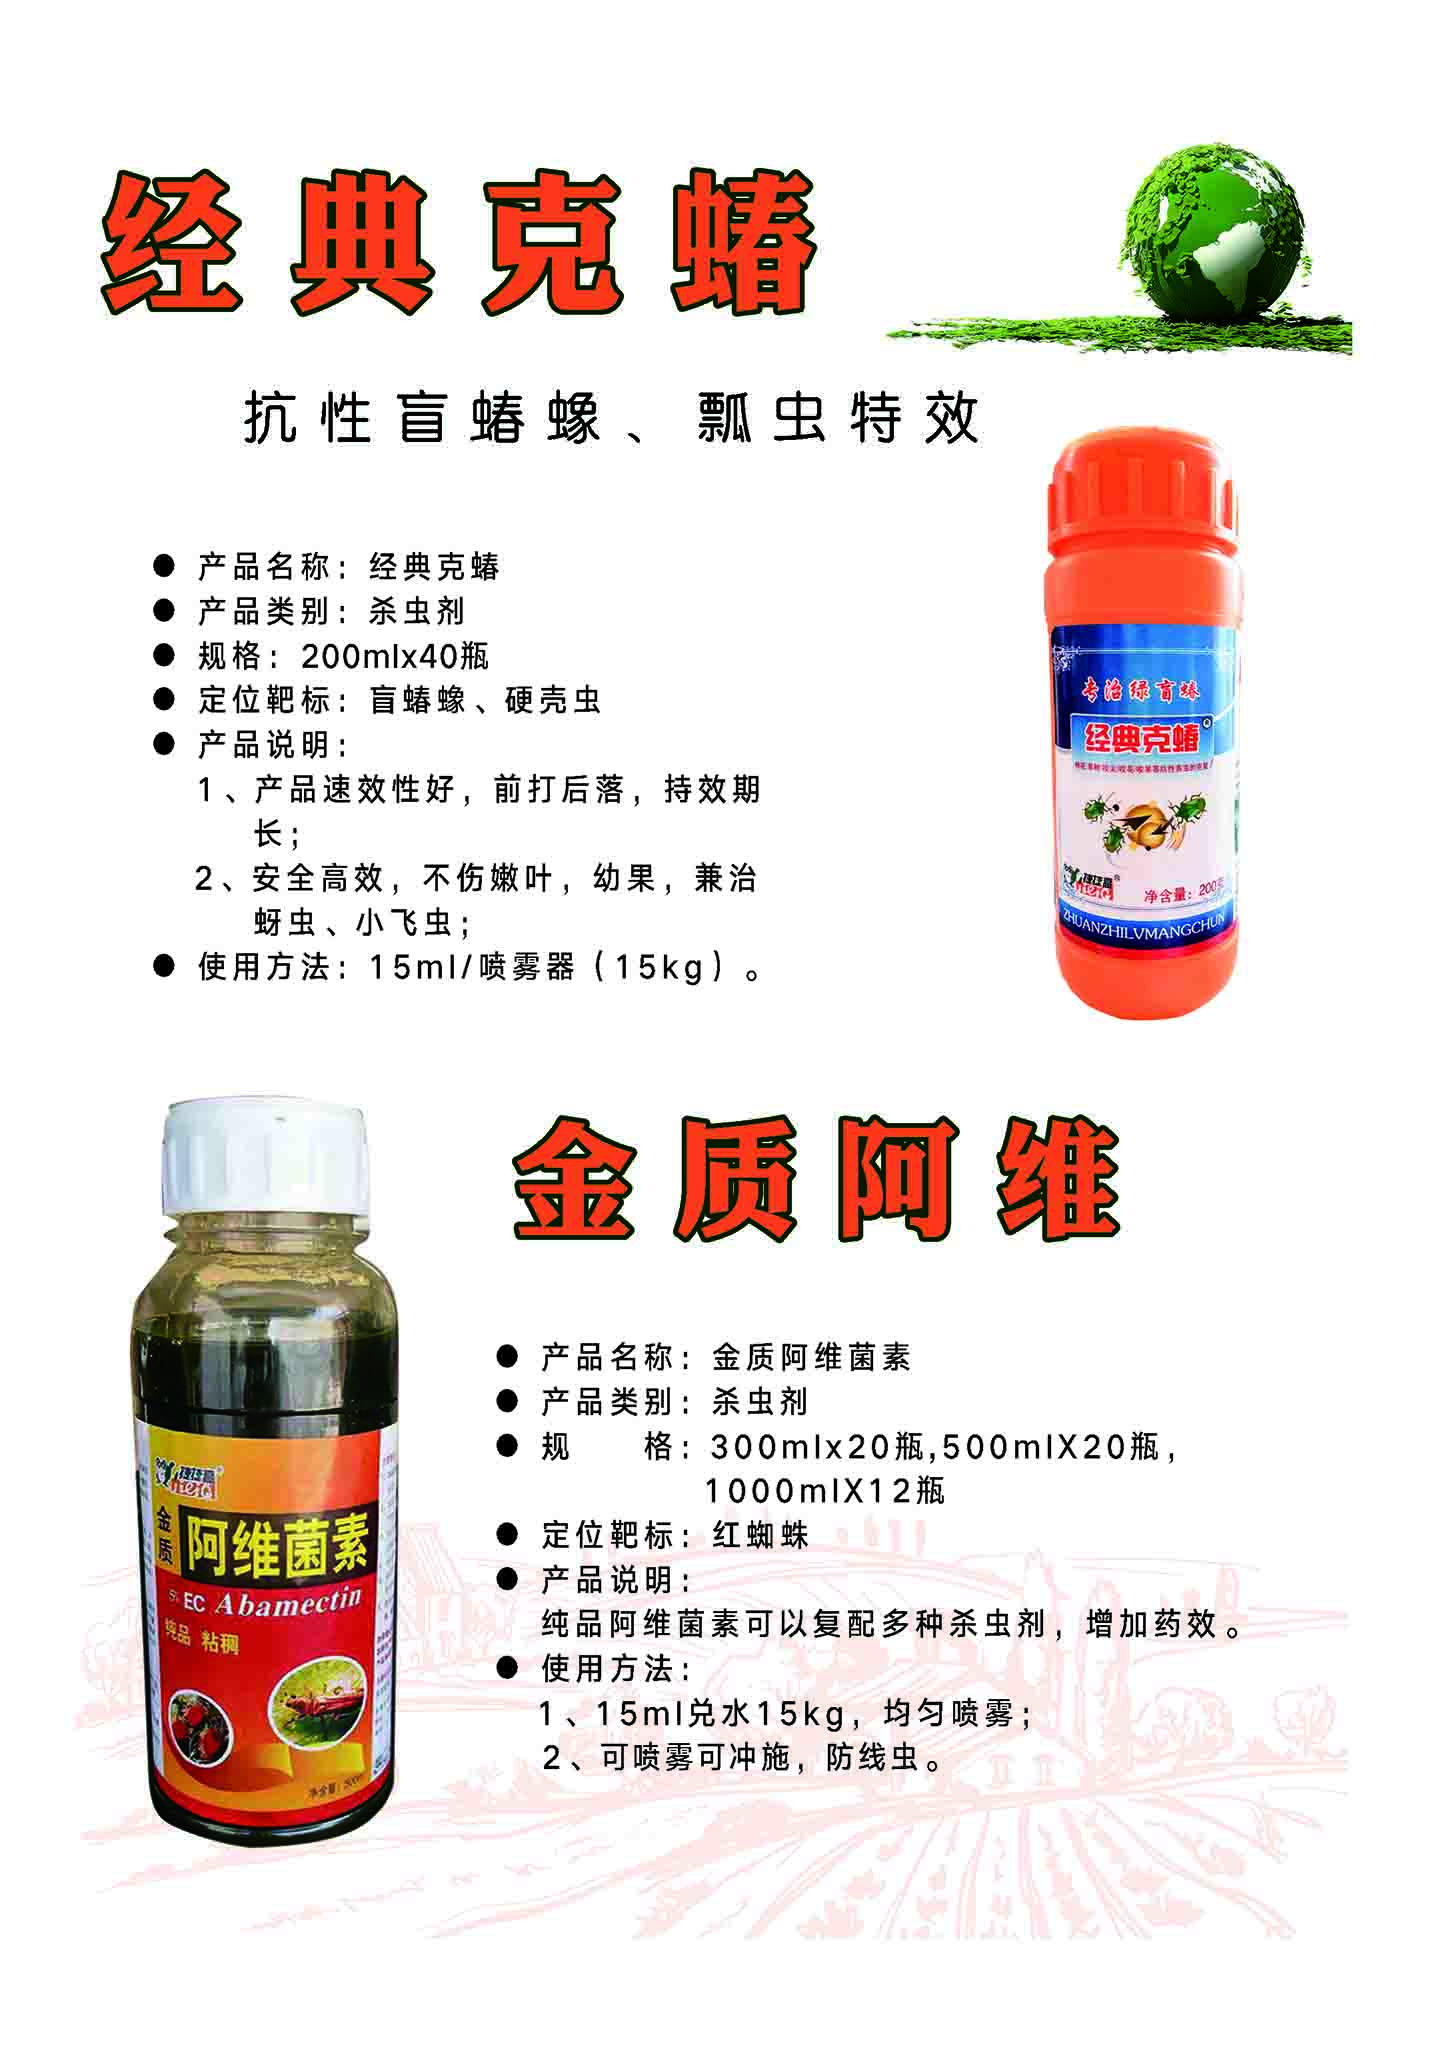 经典克蝽
抗性盲蝽蟓、瓢虫特效
● 产品名称：经典克蝽
● 产品类别：杀虫剂
● 规格：200mlx40瓶
● 定位靶标：盲蝽蟓、硬壳虫
● 产品说明：
1、产品速效性好，前打后落，持效期
长；
2、安全高效，不伤嫩叶，幼果，兼治
蚜虫、小飞虫；
● 使用方法：15ml/喷雾器（15kg）。
专治绿盲蝽
经典克蝽
净含量：200克
ZHUANZHILVMANGCHUN
金质阿维
● 产品名称：金质阿维菌素
● 产品类别：杀虫剂
● 规 格：300mlx20瓶,500mlX20瓶，
1000mlX12瓶
● 定位靶标：红蜘蛛
● 产品说明：
纯品阿维菌素可以复配多种杀虫剂，增加药效。
● 使用方法：
1、15ml兑水15kg，均匀喷雾；
2、可喷雾可冲施，防线虫。
金质
阿维菌素
5% EC Abamectin
纯品 粘稠
净含量：500ml